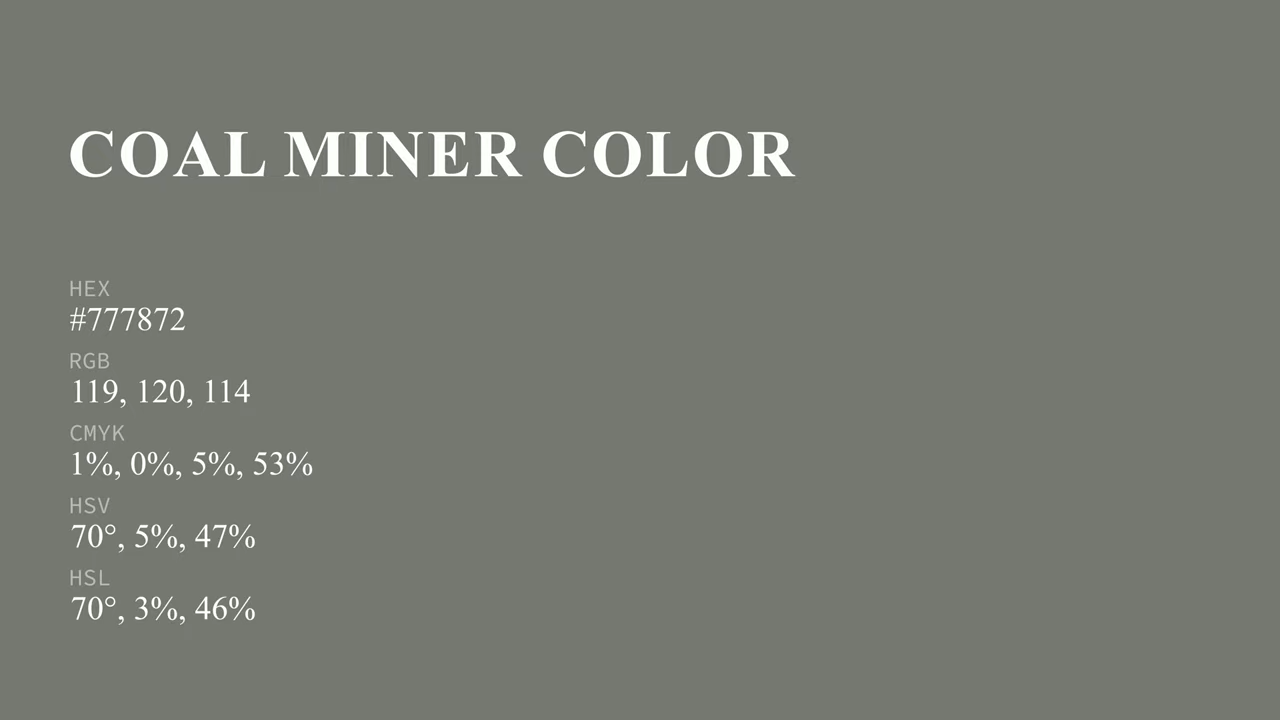 COAL MINER COLOR
HEX
#777872
RGB
119, 120, 114
CMYK
1%, 0%, 5%, 53%
HSV
70°, 5%, 47%
HSL
70°, 3%, 46%